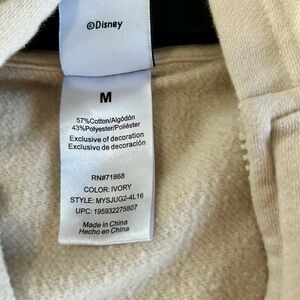 ©Disney
M
57%Cotton/Algodón
43%Polyester/Poliéster
Exclusive of decoration
Exclusivo de decoración
RN#71868
COLOR: IVORY
STYLE: MYSJUG2-4L16
UPC: 195932275807
Made in China
Hecho en China